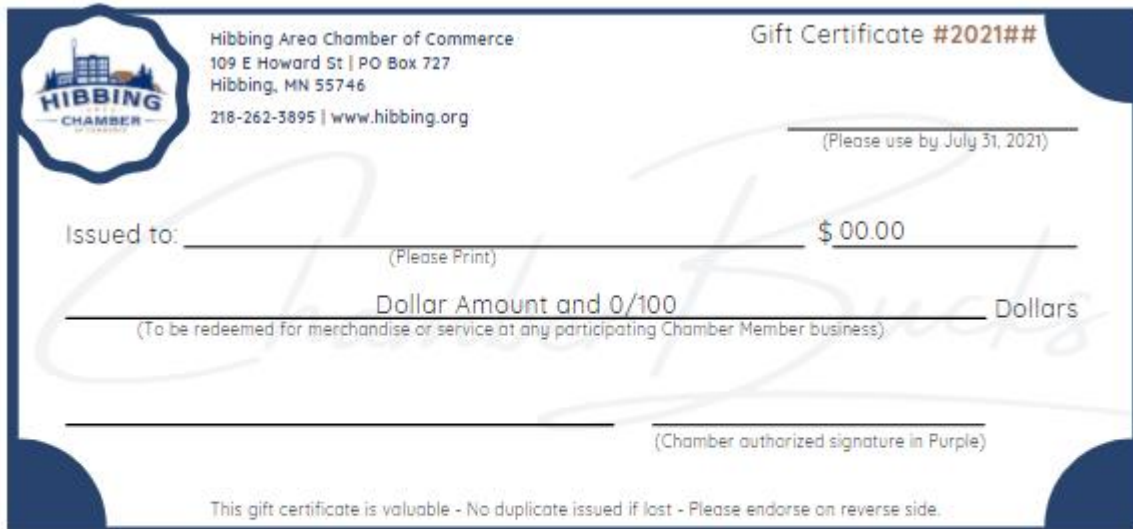 HIBBING
CHAMBER
Hibbing Area Chamber of Commerce
109 E Howard St | PO Box 727
Hibbing, MN 55746
218-262-3895 | www.hibbing.org
Gift Certificate #2021##
(Please use by July 31, 2021)
Issued to:
$ 00.00
(Please Print)
Dollar Amount and 0/100 Dollars
(To be redeemed for merchandise or service at any participating Chamber Member business)
Chamber Bucks
(Chamber authorized signature in Purple)
This gift certificate is valuable - No duplicate issued if lost - Please endorse on reverse side.